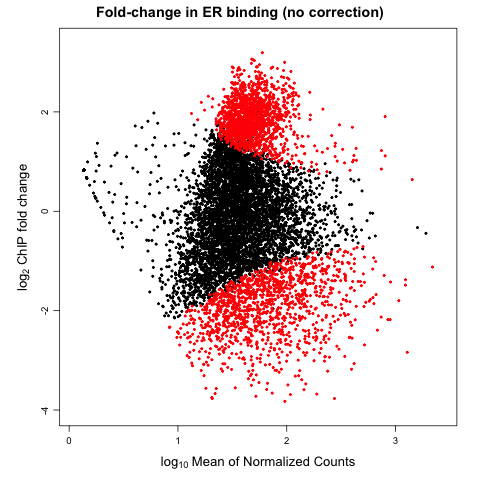 Fold-change in ER binding (no correction)
log2 ChIP fold change
2
0
-2
-4
0 1 2 3
log10 Mean of Normalized Counts